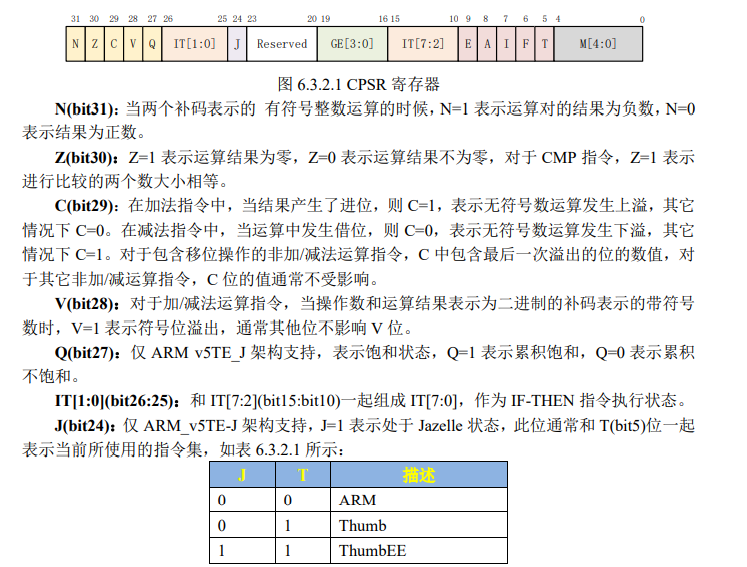 31 30 29 28 27 26 25 24 23 20 19 16 15 10 9 8 7 6 5 4 0
N Z C V Q IT[1:0] J Reserved GE[3:0] IT[7:2] E A I F T M[4:0]
图 6.3.2.1 CPSR 寄存器
N(bit31)：当两个补码表示的 有符号整数运算的时候，N=1 表示运算对的结果为负数，N=0
表示结果为正数。
Z(bit30)：Z=1 表示运算结果为零，Z=0 表示运算结果不为零，对于 CMP 指令，Z=1 表示
进行比较的两个数大小相等。
C(bit29)：在加法指令中，当结果产生了进位，则 C=1，表示无符号数运算发生上溢，其它
情况下 C=0。在减法指令中，当运算中发生借位，则 C=0，表示无符号数运算发生下溢，其它
情况下 C=1。对于包含移位操作的非加/减法运算指令，C 中包含最后一次溢出的位的数值，对
于其它非加/减运算指令，C 位的值通常不受影响。
V(bit28)：对于加/减法运算指令，当操作数和运算结果表示为二进制的补码表示的带符号
数时，V=1 表示符号位溢出，通常其他位不影响 V 位。
Q(bit27)：仅 ARM v5TE_J 架构支持，表示饱和状态，Q=1 表示累积饱和，Q=0 表示累积
不饱和。
IT[1:0](bit26:25)：和 IT[7:2](bit15:bit10)一起组成 IT[7:0]，作为 IF-THEN 指令执行状态。
J(bit24)：仅 ARM_v5TE-J 架构支持，J=1 表示处于 Jazelle 状态，此位通常和 T(bit5)位一起
表示当前所使用的指令集，如表 6.3.2.1 所示：
J T 描述
0 0 ARM
0 1 Thumb
1 1 ThumbEE